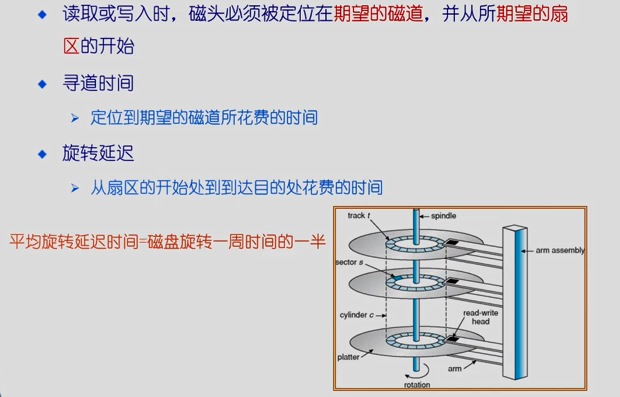 读取或写入时，磁头必须被定位在期望的磁道，并从所期望的扇
区的开始
寻道时间
定位到期望的磁道所花费的时间
旋转延迟
从扇区的开始处到到达目的处花费的时间
平均旋转延迟时间=磁盘旋转一周时间的一半
track t
spindle
arm assembly
sector s
cylinder c
read-write
head
platter
arm
rotation